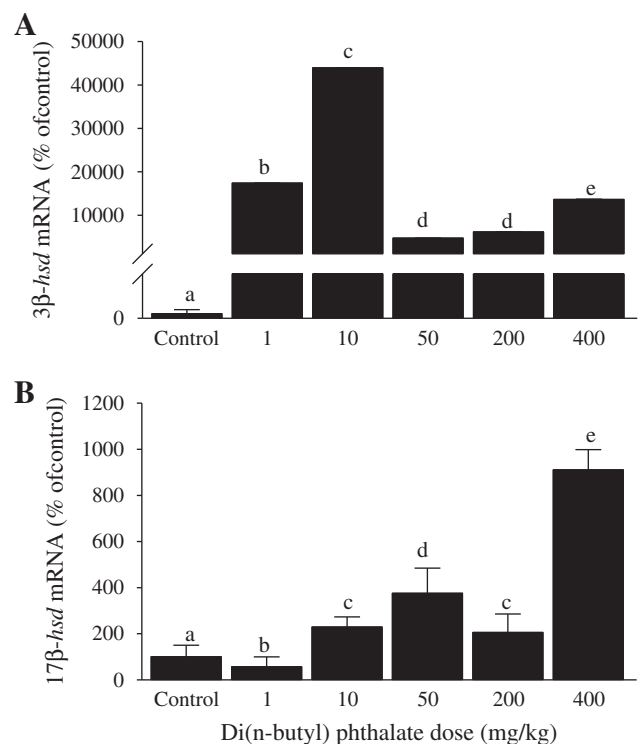 A
3β-hsd mRNA (% ofcontrol)
50000
40000
30000
20000
10000
0
a
b
c
d
d
e
Control 1 10 50 200 400
B
17β-hsd mRNA (% ofcontrol)
1200
1000
800
600
400
200
0
a
b
c
d
c
e
Control 1 10 50 200 400
Di(n-butyl) phthalate dose (mg/kg)